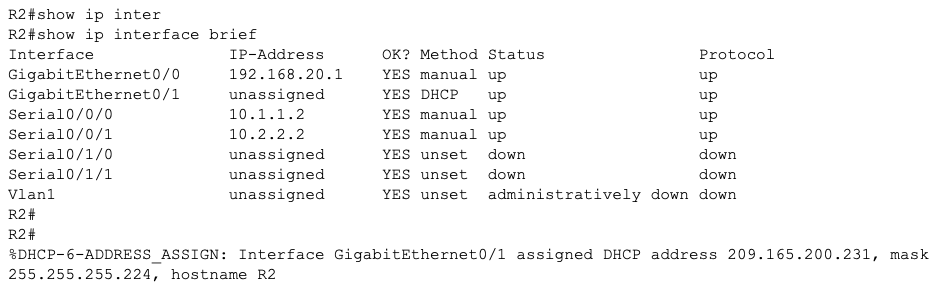 R2#show ip inter
R2#show ip interface brief
Interface              IP-Address      OK? Method Status                Protocol
GigabitEthernet0/0     192.168.20.1    YES manual up                    up
GigabitEthernet0/1     unassigned      YES DHCP   up                    up
Serial0/0/0            10.1.1.2        YES manual up                    up
Serial0/0/1            10.2.2.2        YES manual up                    up
Serial0/1/0            unassigned      YES unset  down                  down
Serial0/1/1            unassigned      YES unset  down                  down
Vlan1                  unassigned      YES unset  administratively down down
R2#
R2#
%DHCP-6-ADDRESS_ASSIGN: Interface GigabitEthernet0/1 assigned DHCP address 209.165.200.231, mask
255.255.255.224, hostname R2